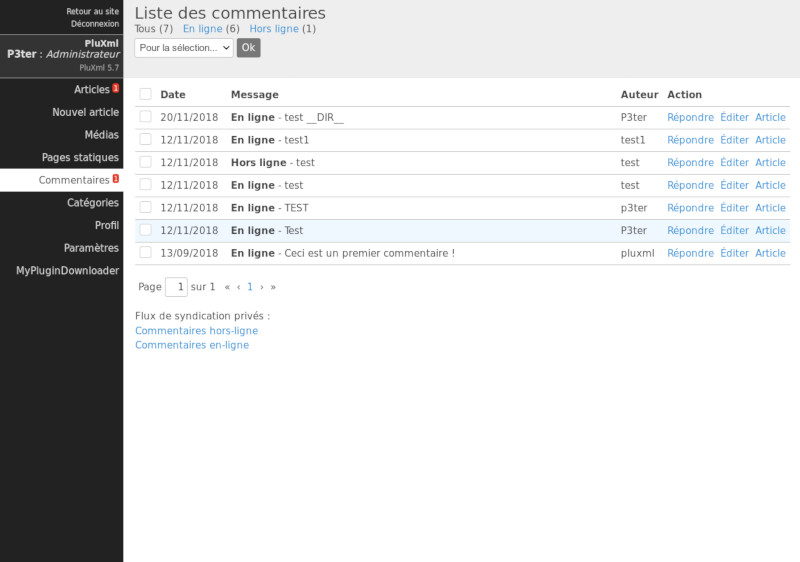 Retour au site
Déconnexion
PluXml
P3ter : Administrateur
PluXml 5.7
Articles 1
Nouvel article
Médias
Pages statiques
Commentaires 1
Catégories
Profil
Paramètres
MyPluginDownloader
Liste des commentaires
Tous (7) En ligne (6) Hors ligne (1)
Pour la sélection... Ok
Date Message Auteur Action
20/11/2018 En ligne - test __DIR__ P3ter Répondre Éditer Article
12/11/2018 En ligne - test1 test1 Répondre Éditer Article
12/11/2018 Hors ligne - test test Répondre Éditer Article
12/11/2018 En ligne - test test Répondre Éditer Article
12/11/2018 En ligne - TEST p3ter Répondre Éditer Article
12/11/2018 En ligne - Test P3ter Répondre Éditer Article
13/09/2018 En ligne - Ceci est un premier commentaire ! pluxml Répondre Éditer Article
Page 1 sur 1 « ‹ 1 › »
Flux de syndication privés :
Commentaires hors-ligne
Commentaires en-ligne